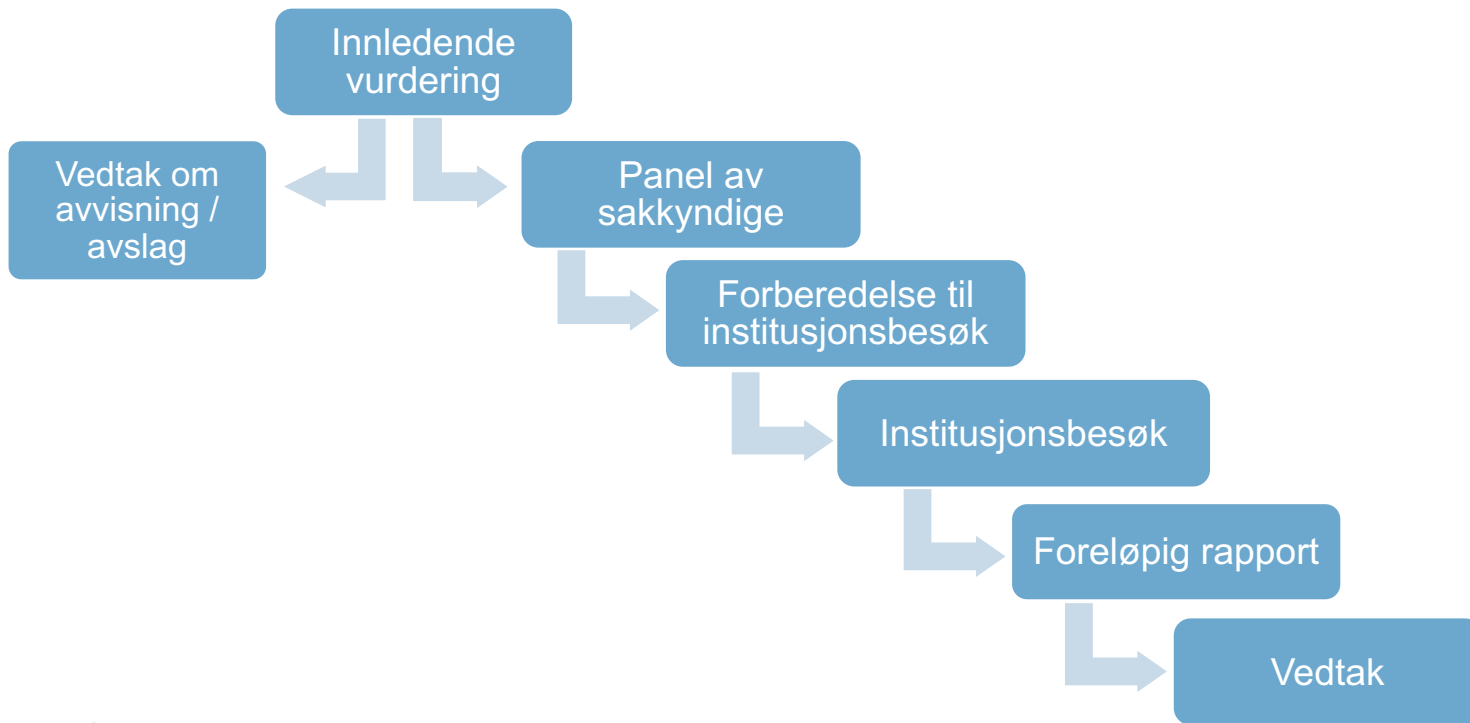 Innledende
vurdering
Vedtak om
avvisning /
avslag
Panel av
sakkyndige
Forberedelse til
institusjonsbesøk
Institusjonsbesøk
Foreløpig rapport
Vedtak